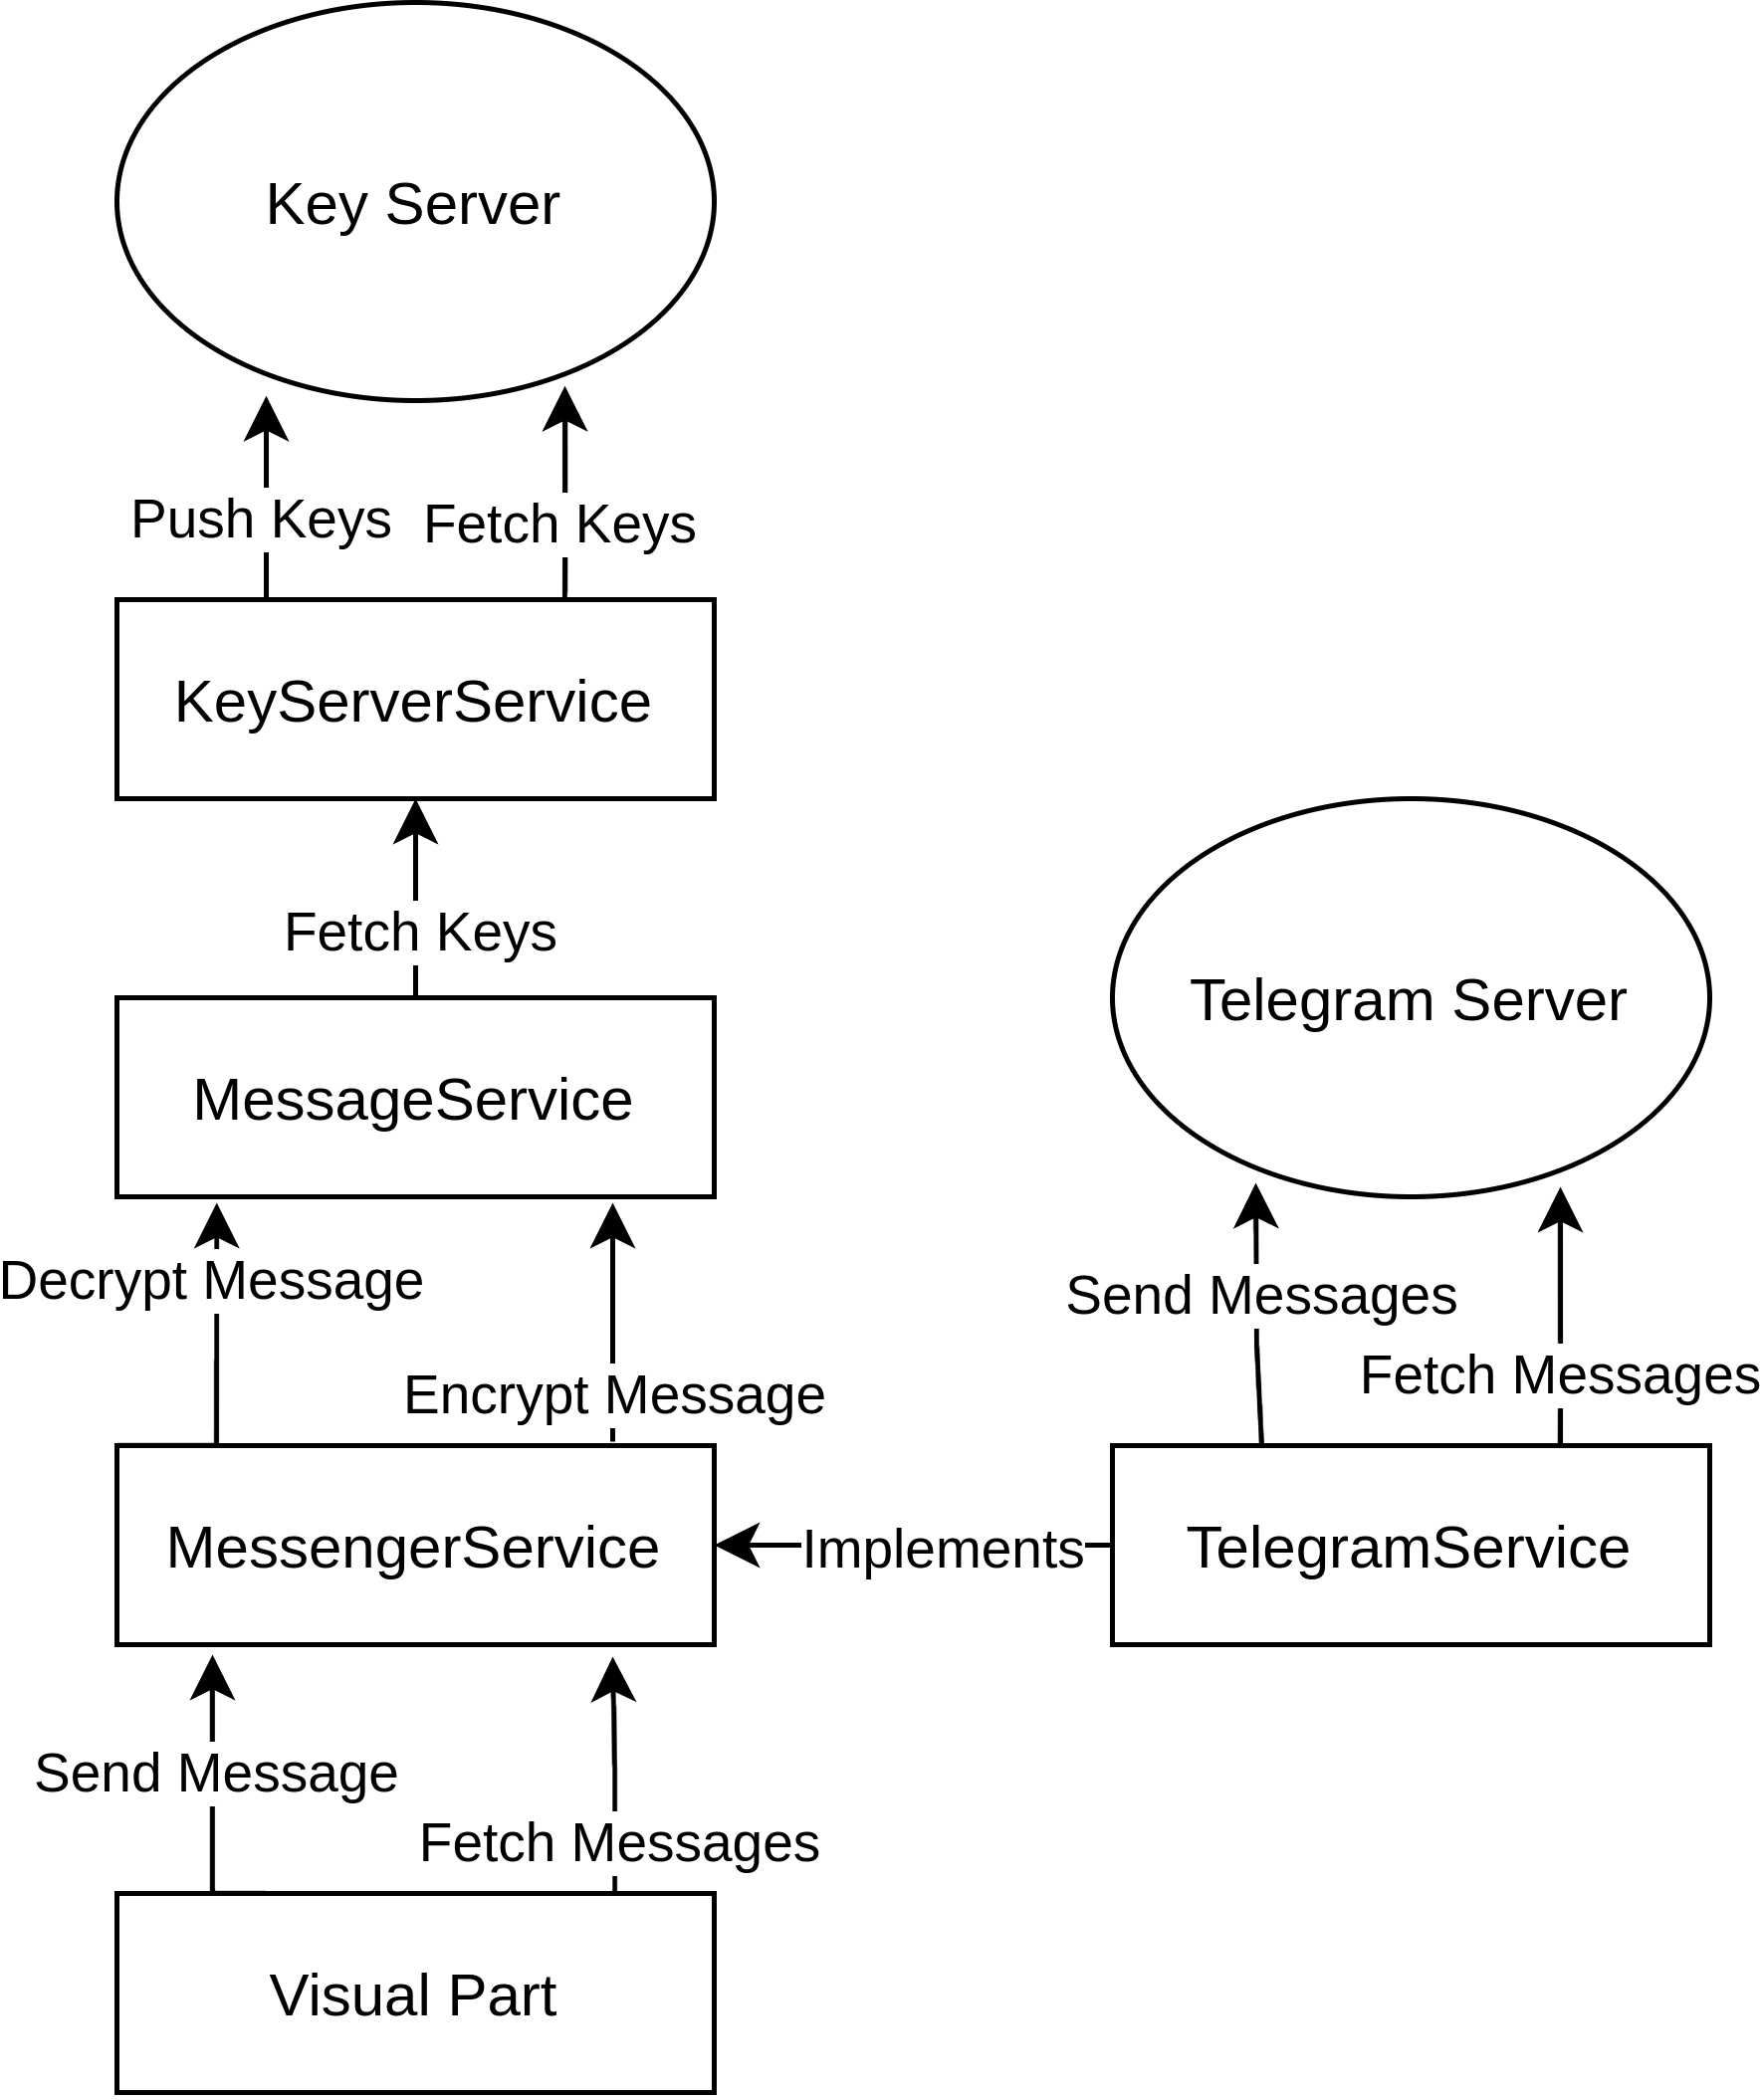 Key Server
Push Keys
Fetch Keys
KeyServerService
Fetch Keys
Telegram Server
MessageService
Decrypt Message
Send Messages
Fetch Messages
Encrypt Message
MessengerService
Implements
TelegramService
Send Message
Fetch Messages
Visual Part